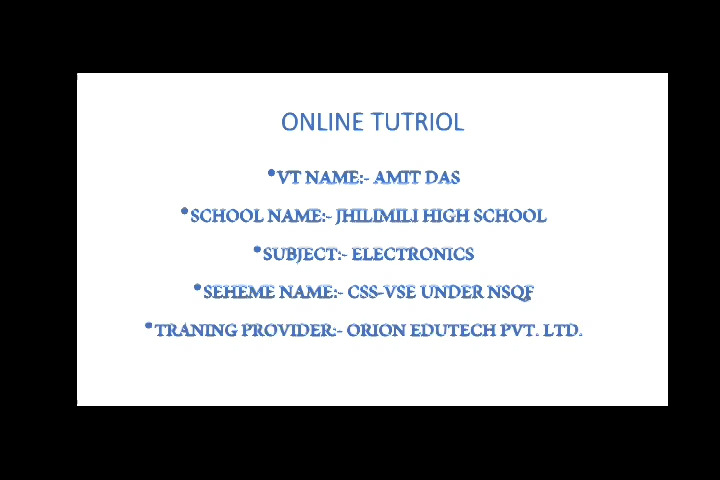 ONLINE TUTRIOL
•VT NAME:- AMIT DAS
•SCHOOL NAME:- JHILIMILI HIGH SCHOOL
•SUBJECT:- ELECTRONICS
•SEHEME NAME:- CSS-VSE UNDER NSQF
•TRANING PROVIDER:- ORION EDUTECH PVT. LTD.